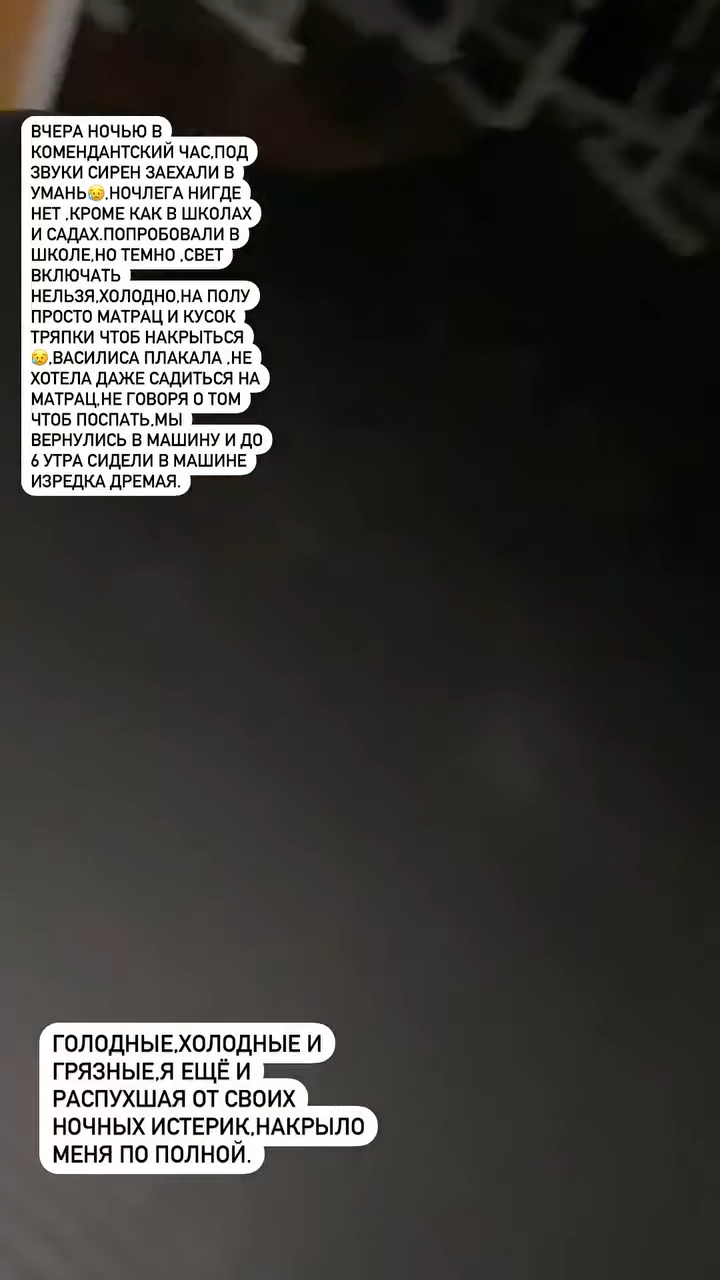 ВЧЕРА НОЧЬЮ В
КОМЕНДАНТСКИЙ ЧАС,ПОД
ЗВУКИ СИРЕН ЗАЕХАЛИ В
УМАНЬ😥,НОЧЛЕГА НИГДЕ
НЕТ ,КРОМЕ КАК В ШКОЛАХ
И САДАХ.ПОПРОБОВАЛИ В
ШКОЛЕ,НО ТЕМНО ,СВЕТ
ВКЛЮЧАТЬ
НЕЛЬЗЯ,ХОЛОДНО,НА ПОЛУ
ПРОСТО МАТРАЦ И КУСОК
ТРЯПКИ ЧТОБ НАКРЫТЬСЯ
😥,ВАСИЛИСА ПЛАКАЛА ,НЕ
ХОТЕЛА ДАЖЕ САДИТЬСЯ НА
МАТРАЦ,НЕ ГОВОРЯ О ТОМ
ЧТОБ ПОСПАТЬ,МЫ
ВЕРНУЛИСЬ В МАШИНУ И ДО
6 УТРА СИДЕЛИ В МАШИНЕ
ИЗРЕДКА ДРЕМАЯ.
ГОЛОДНЫЕ,ХОЛОДНЫЕ И
ГРЯЗНЫЕ,Я ЕЩЁ И
РАСПУХШАЯ ОТ СВОИХ
НОЧНЫХ ИСТЕРИК,НАКРЫЛО
МЕНЯ ПО ПОЛНОЙ.